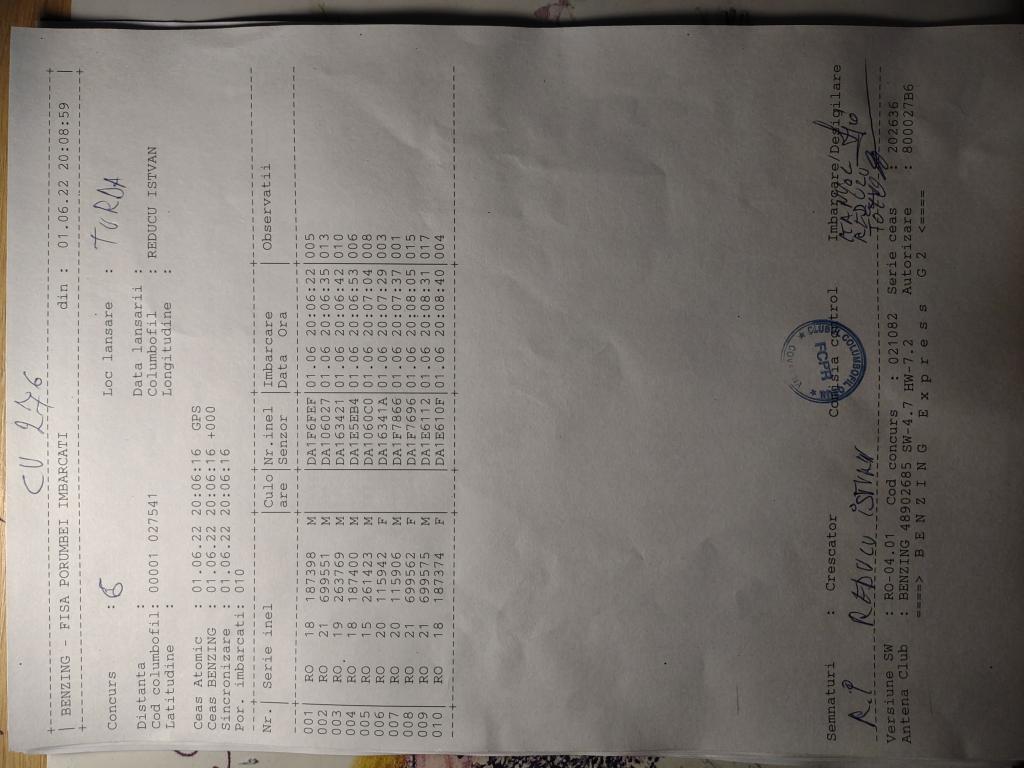 CU 276
BENZING - FISA PORUMBEI IMBARCATI din : 01.06.22 20:08:59
Concurs : 6 Loc lansare : TURDA
Distanta : Data lansarii :
Cod columbofil: 00001 027541 Columbofil : REDUCU ISTVAN
Latitudine : Longitudine :
Ceas Atomic : 01.06.22 20:06:16 GPS
Ceas BENZING : 01.06.22 20:06:16 +000
Sincronizare : 01.06.22 20:06:16
Por. imbarcati: 010
Nr. | Serie inel |Culo|Nr.inel |Imbarcare | Observatii
|are |Senzor |Data Ora |
001 | RO 18 187398 M | |DA1F6FEF|01.06 20:06:22|005
002 | RO 21 699551 M | |DA106027|01.06 20:06:35|013
003 | RO. 19 263769 M | |DA163421|01.06 20:06:42|010
004 | RO 18 187400 M | |DA1E5EB4|01.06 20:06:53|006
005 | RO 15 261423 M | |DA1060C0|01.06 20:07:04|008
006 | RO 20 115942 F | |DA16341A|01.06 20:07:29|003
007 | RO 20 115906 M | |DA1F7866|01.06 20:07:37|001
008 | RO 21 699562 F | |DA1F7696|01.06 20:08:05|015
009 | RO 21 699575 M | |DA1E6112|01.06 20:08:31|017
010 | RO 18 187374 F | |DA1E610F|01.06 20:08:40|004
Semnaturi : Crescator Comisia control Imbarcare/Desigilare
FCPR
R.P REDUCU ISTVAN
REDUCU
Versiune SW : RO-04.01 Cod concurs : 021082 Serie ceas : 202636
Antena Club : BENZING 48902685 SW-4.7 HW-7.2 Autorizare : 800027B6
====> B E N Z I N G E x p r e s s G 2 <====